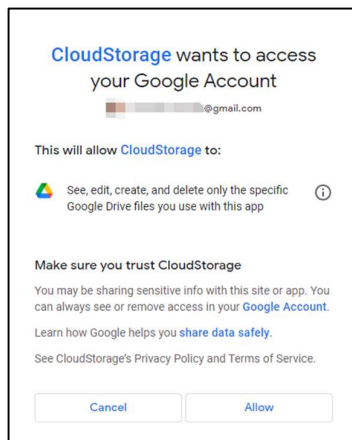 CloudStorage wants to access
your Google Account
@gmail.com
This will allow CloudStorage to:
See, edit, create, and delete only the specific
Google Drive files you use with this app
Make sure you trust CloudStorage
You may be sharing sensitive info with this site or app. You
can always see or remove access in your Google Account.
Learn how Google helps you share data safely.
See CloudStorage's Privacy Policy and Terms of Service.
Cancel
Allow